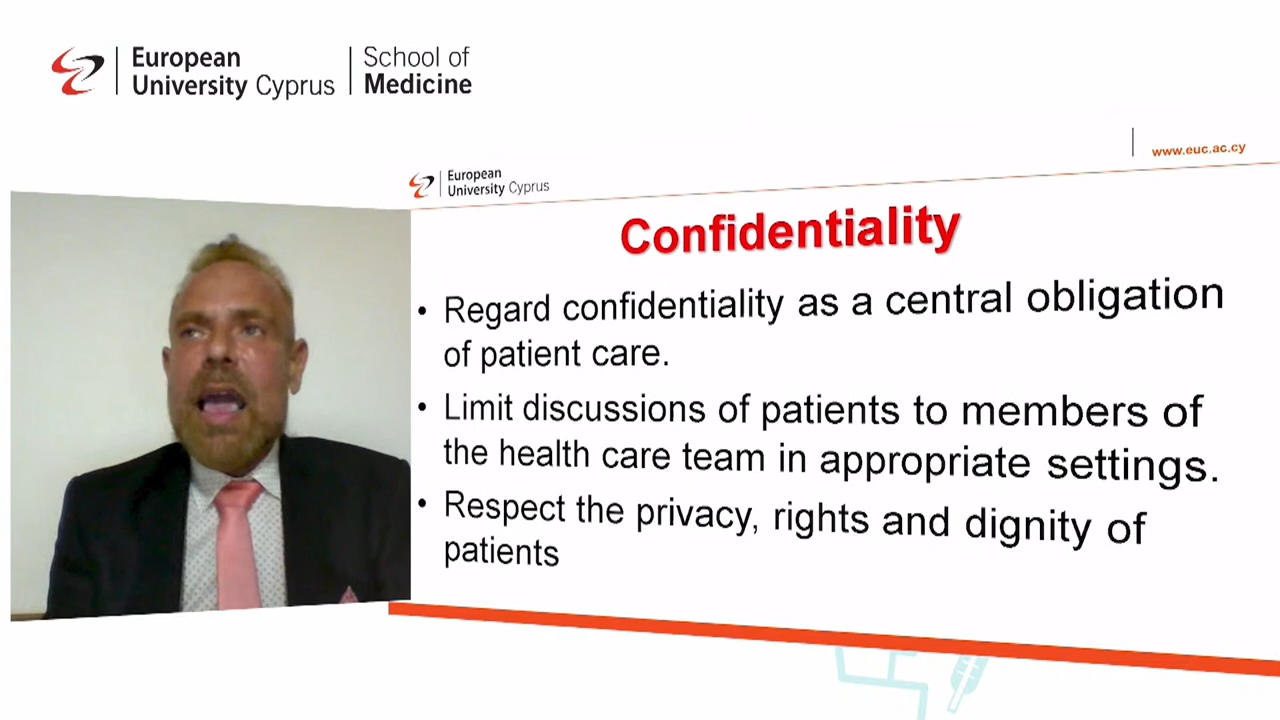 European
University Cyprus
School of
Medicine
www.euc.ac.cy
European
University Cyprus
Confidentiality
• Regard confidentiality as a central obligation
of patient care.
• Limit discussions of patients to members of
the health care team in appropriate settings.
• Respect the privacy, rights and dignity of
patients